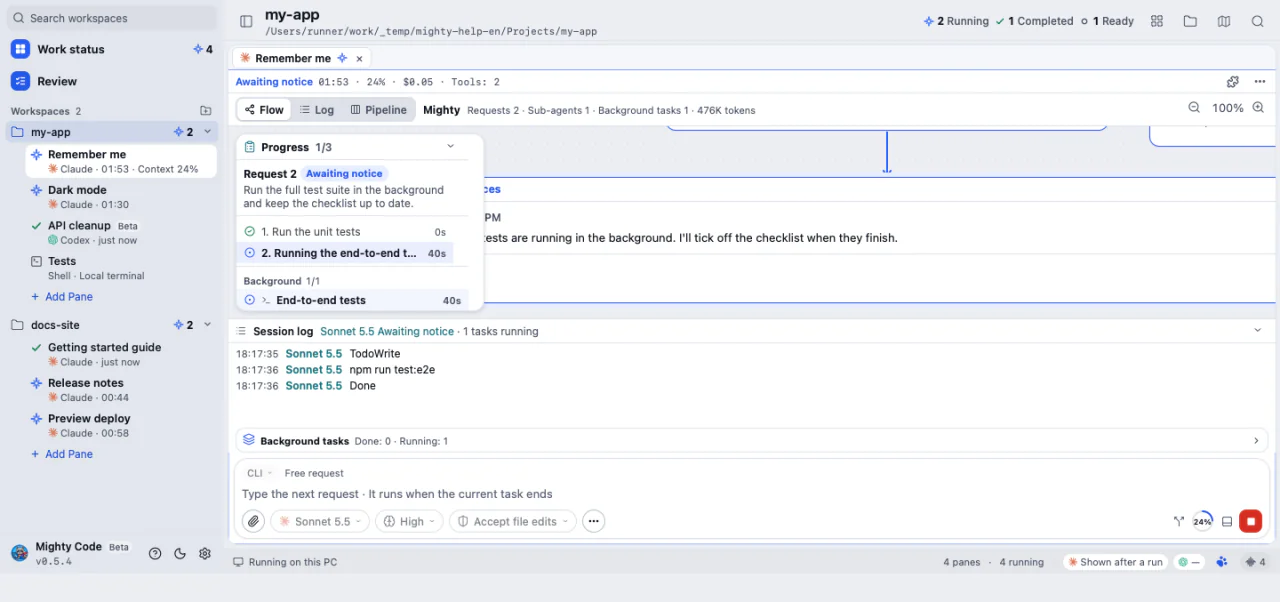 Search workspaces
Work status 4
Review
Workspaces 2
my-app 2
Remember me
Claude · 01:53 · Context 24%
Dark mode
Claude · 01:30
API cleanup Beta
Codex · just now
Tests
Shell · Local terminal
+ Add Pane
docs-site 2
Getting started guide
Claude · just now
Release notes
Claude · 00:44
Preview deploy
Claude · 00:58
+ Add Pane
Mighty Code Beta
v0.5.4
my-app
/Users/runner/work/_temp/mighty-help-en/Projects/my-app
2 Running 1 Completed 1 Ready
Remember me
Awaiting notice 01:53 · 24% · $0.05 · Tools: 2
Flow Log Pipeline Mighty Requests 2 · Sub-agents 1 · Background tasks 1 · 476K tokens
100%
Progress 1/3
Request 2 Awaiting notice
Run the full test suite in the background
and keep the checklist up to date.
1. Run the unit tests 0s
2. Running the end-to-end t... 40s
Background 1/1
End-to-end tests 40s
ces
PM
ests are running in the background. I'll tick off the checklist when they finish.
Session log Sonnet 5.5 Awaiting notice · 1 tasks running
18:17:35 Sonnet 5.5 TodoWrite
18:17:36 Sonnet 5.5 npm run test:e2e
18:17:36 Sonnet 5.5 Done
Background tasks Done: 0 · Running: 1
CLI Free request
Type the next request · It runs when the current task ends
Sonnet 5.5 High Accept file edits
24%
Running on this PC
4 panes · 4 running Shown after a run — 4